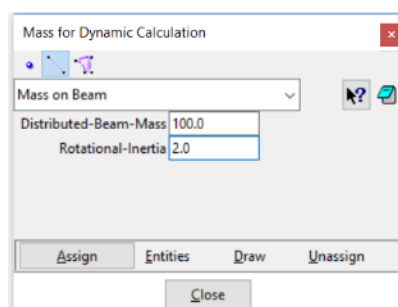 Mass for Dynamic Calculation
Mass on Beam
Distributed-Beam-Mass 100.0
Rotational-Inertia 2.0
Assign Entities Draw Unassign
Close